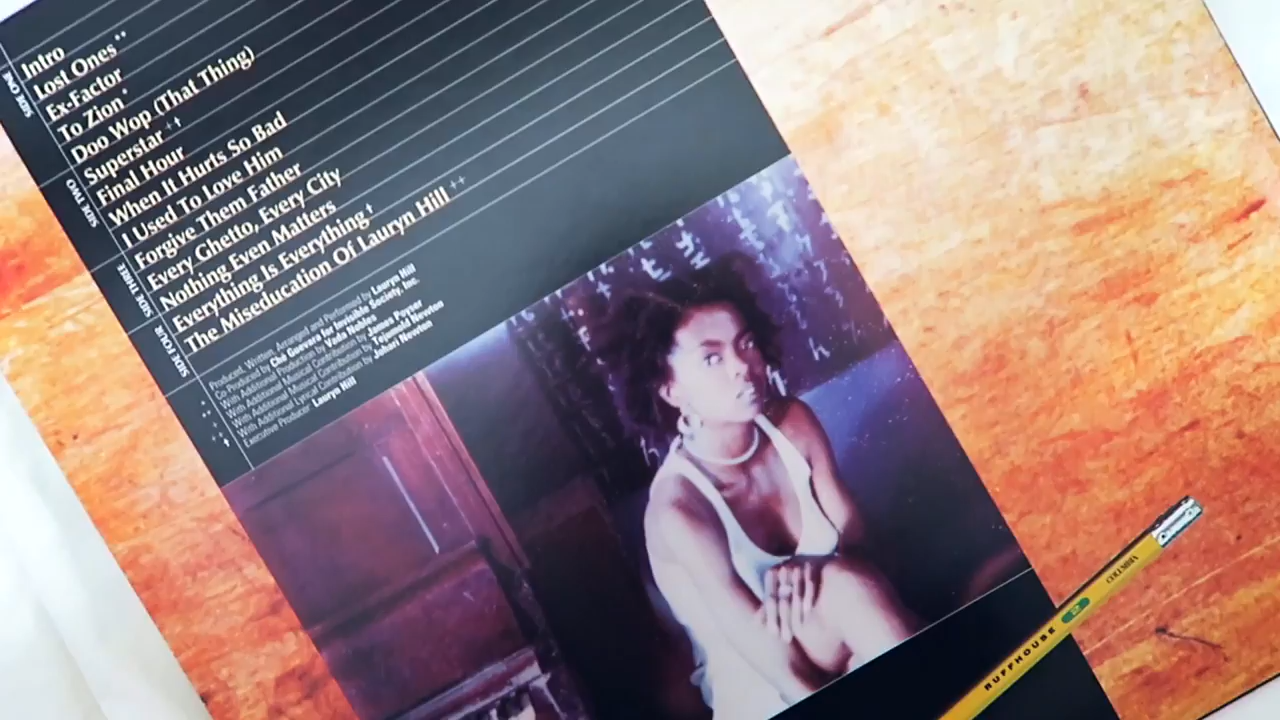 SIDE ONE
Intro
Lost Ones**
Ex-Factor
To Zion*
Doo Wop (That Thing)
SIDE TWO
Superstar††
Final Hour
When It Hurts So Bad
I Used To Love Him
SIDE THREE
Forgive Them Father
Every Ghetto, Every City
Nothing Even Matters
SIDE FOUR
Everything Is Everything†
The Miseducation Of Lauryn Hill ++
Produced, Written, Arranged and Performed by Lauryn Hill
Co-Produced by Ché Guevara for Invisible Society, Inc.
With Additional Production by Vada Nobles
With Additional Musical Contribution by James Poyser
With Additional Musical Contribution by Tejumold Newton
With Additional Lyrical Contribution by Johari Newton
Executive Producer: Lauryn Hill
RUFFHOUSE
COLUMBIA